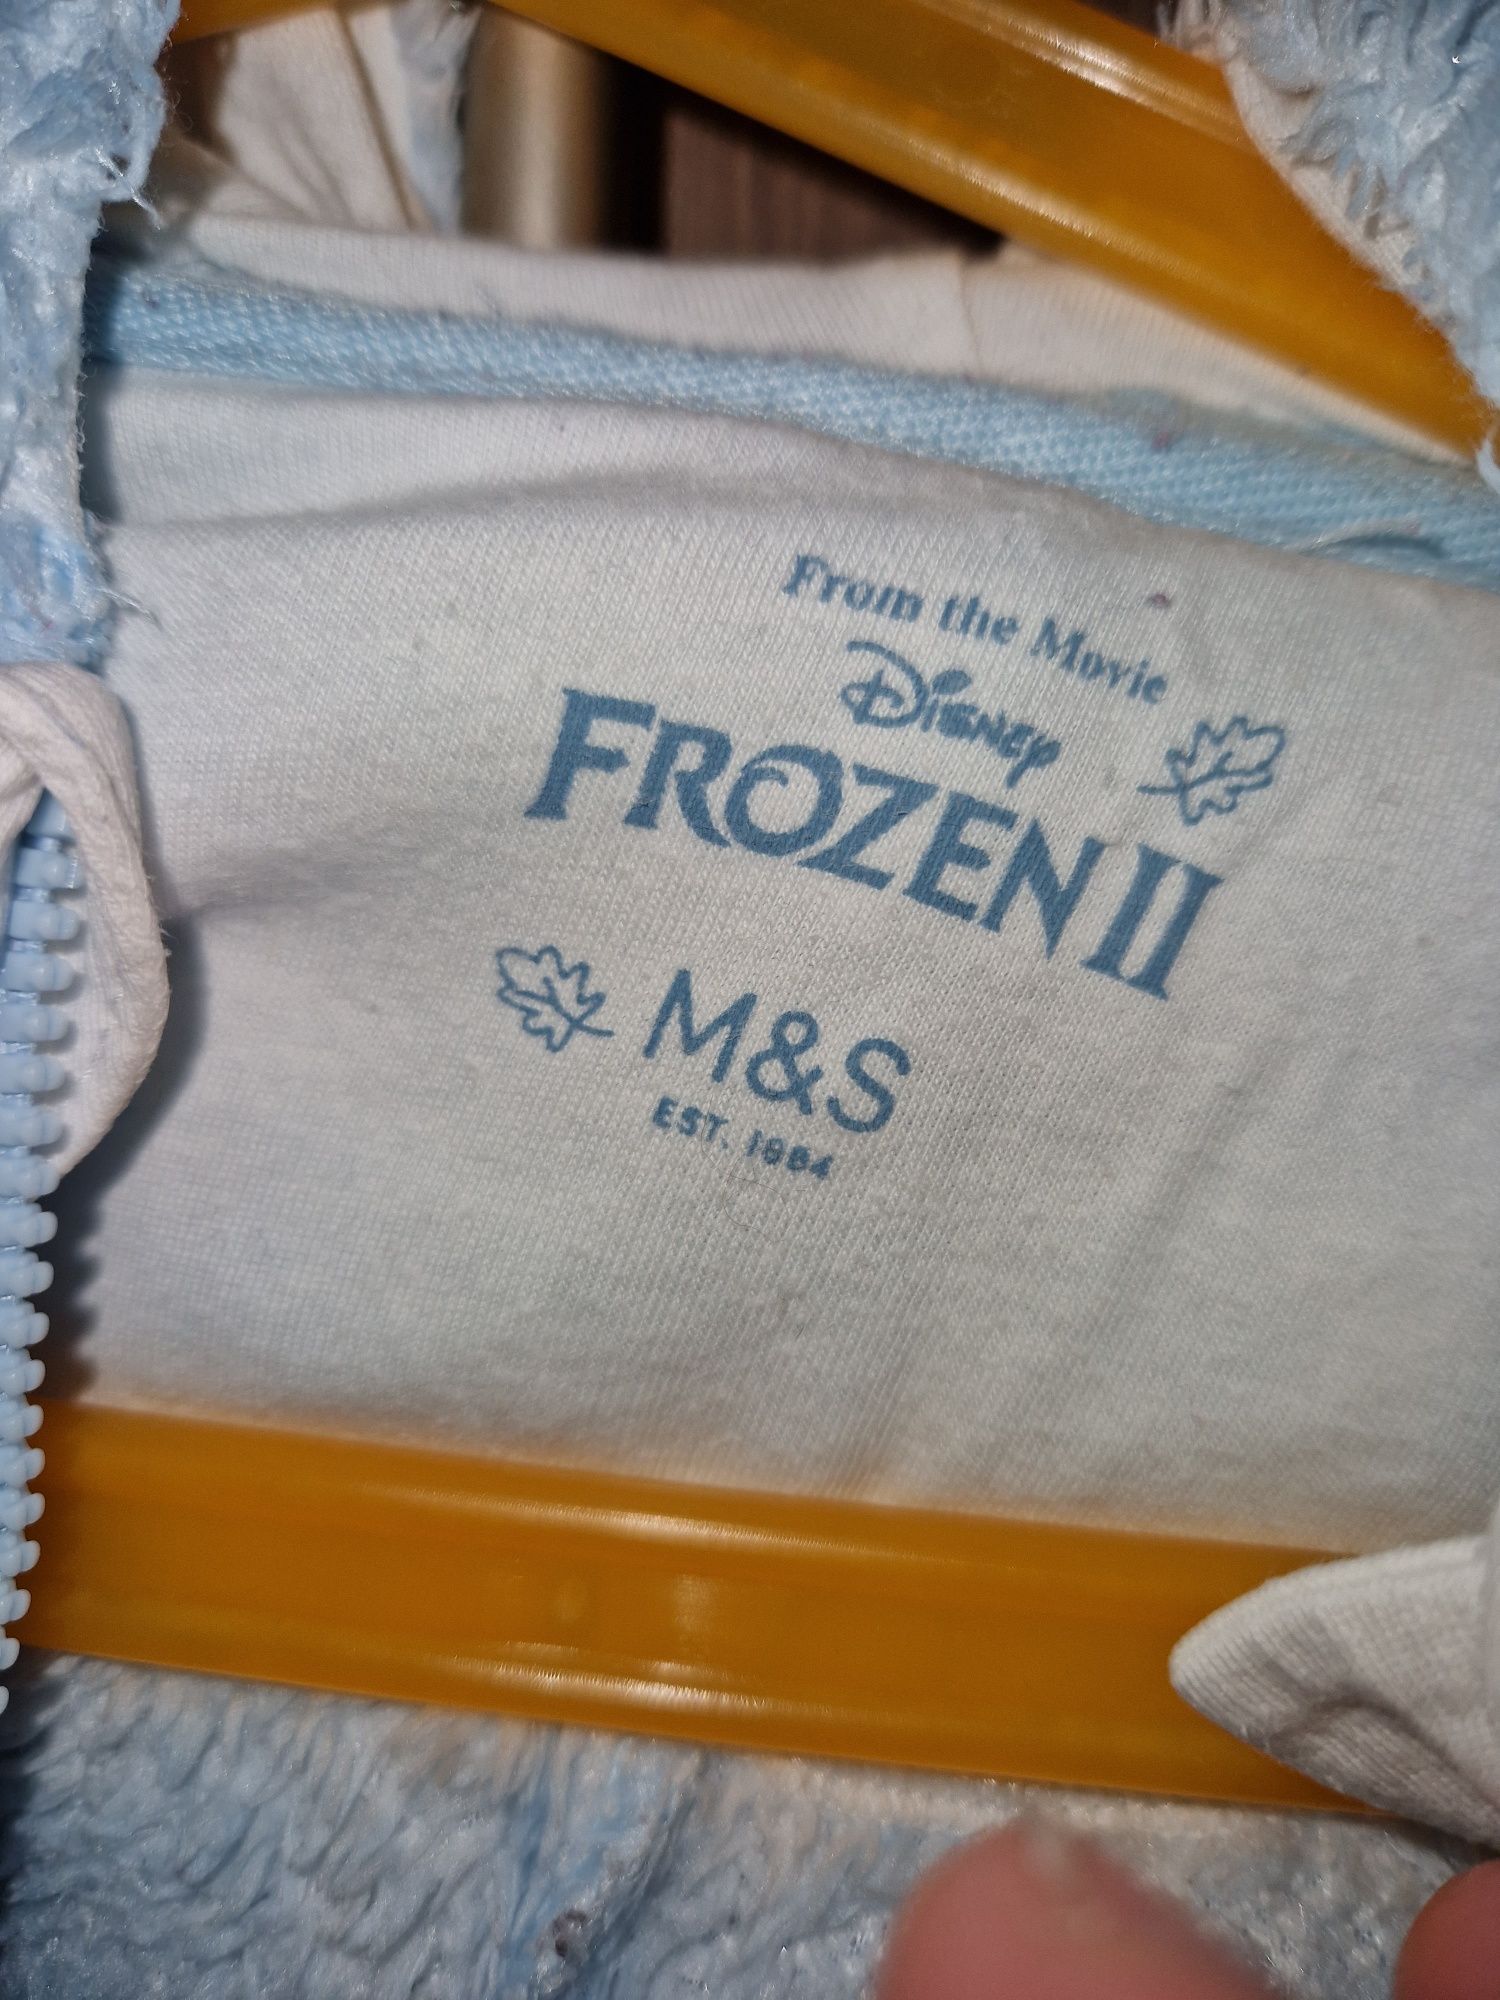 From the Movie
Disney
FROZEN II
M&S
EST. 1884